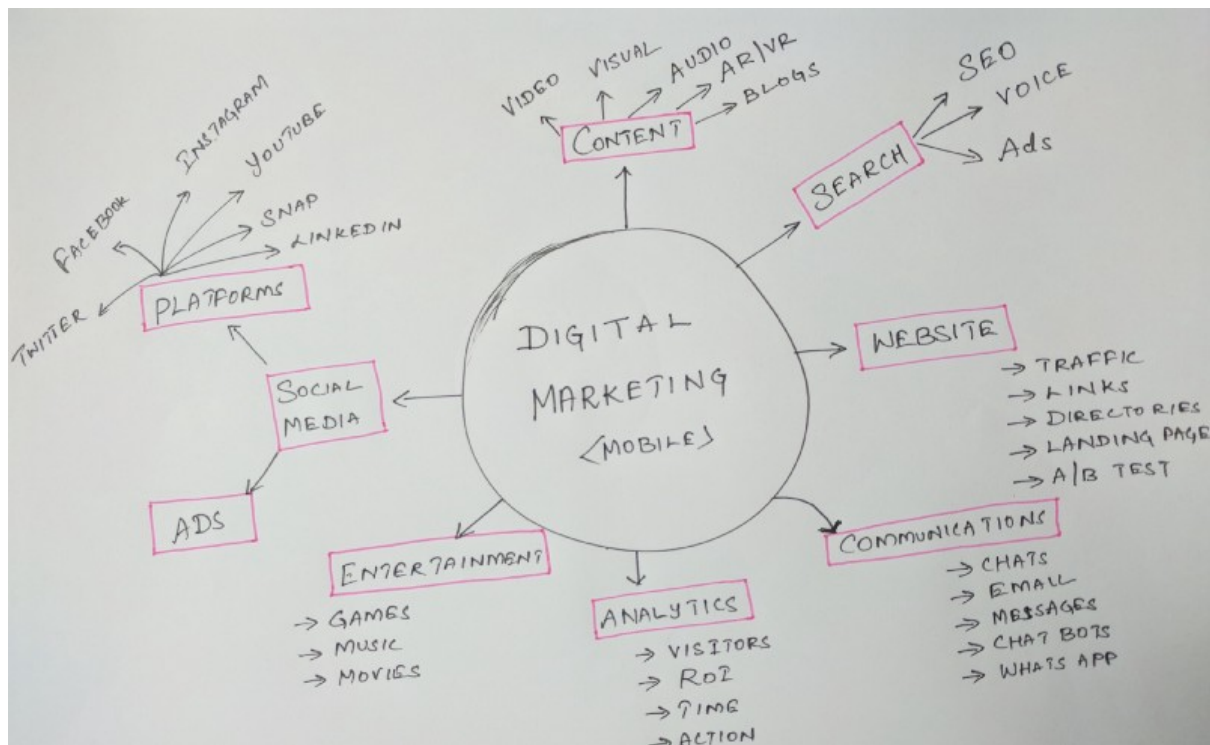 DIGITAL
MARKETING
<MOBILE>
CONTENT
VIDEO
VISUAL
AUDIO
AR/VR
BLOGS
SEARCH
SEO
VOICE
Ads
WEBSITE
→ TRAFFIC
→ LINKS
→ DIRECTORIES
→ LANDING PAGE
→ A/B TEST
COMMUNICATIONS
→ CHATS
→ EMAIL
→ MESSAGES
→ CHAT BOTS
→ WHATS APP
ANALYTICS
→ VISITORS
→ ROI
→ TIME
→ ACTION
ENTERTAINMENT
→ GAMES
→ MUSIC
→ MOVIES
SOCIAL
MEDIA
ADS
PLATFORMS
TWITTER
FACEBOOK
INSTAGRAM
YOUTUBE
SNAP
LINKEDIN